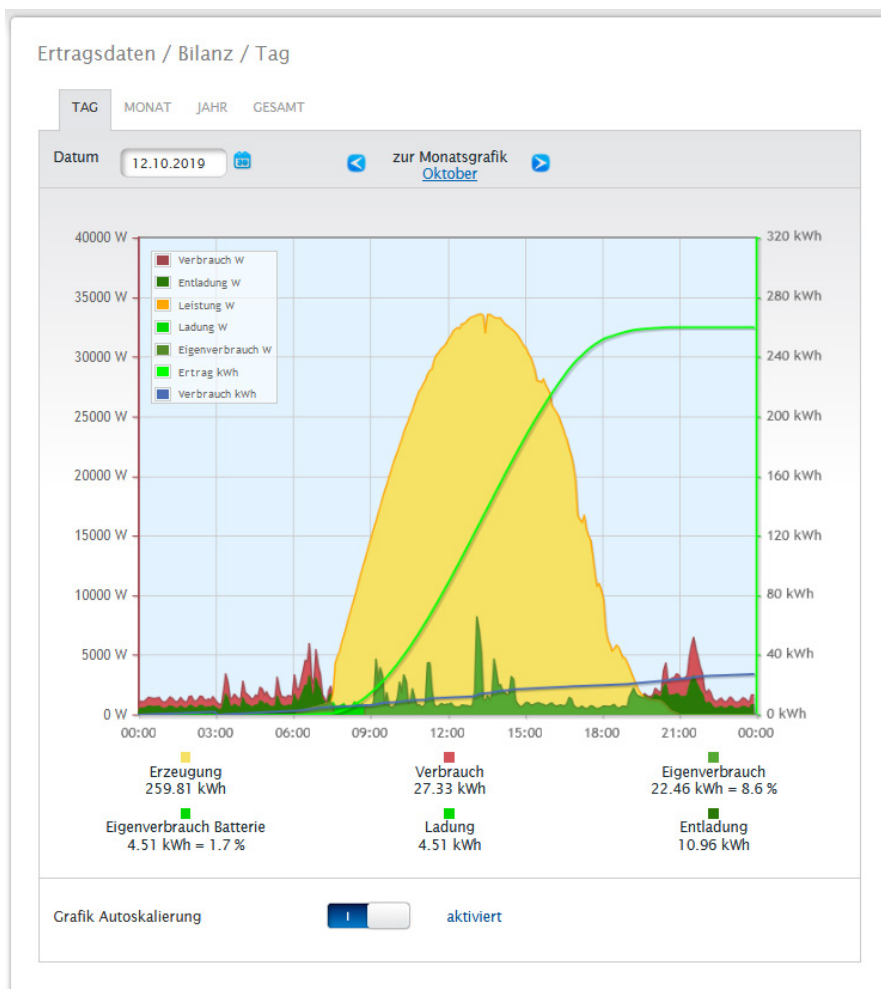 Ertragsdaten / Bilanz / Tag
TAG MONAT JAHR GESAMT
Datum 12.10.2019 30 zur Monatsgrafik
Oktober
40000 W 320 kWh
Verbrauch W
Entladung W
35000 W 280 kWh
Leistung W
Ladung W
Eigenverbrauch W
30000 W 240 kWh
Ertrag kWh
Verbrauch kWh
25000 W 200 kWh
20000 W 160 kWh
15000 W 120 kWh
10000 W 80 kWh
5000 W 40 kWh
0 W 0 kWh
00:00 03:00 06:00 09:00 12:00 15:00 18:00 21:00 00:00
Erzeugung Verbrauch Eigenverbrauch
259.81 kWh 27.33 kWh 22.46 kWh = 8.6 %
Eigenverbrauch Batterie Ladung Entladung
4.51 kWh = 1.7 % 4.51 kWh 10.96 kWh
Grafik Autoskalierung I aktiviert